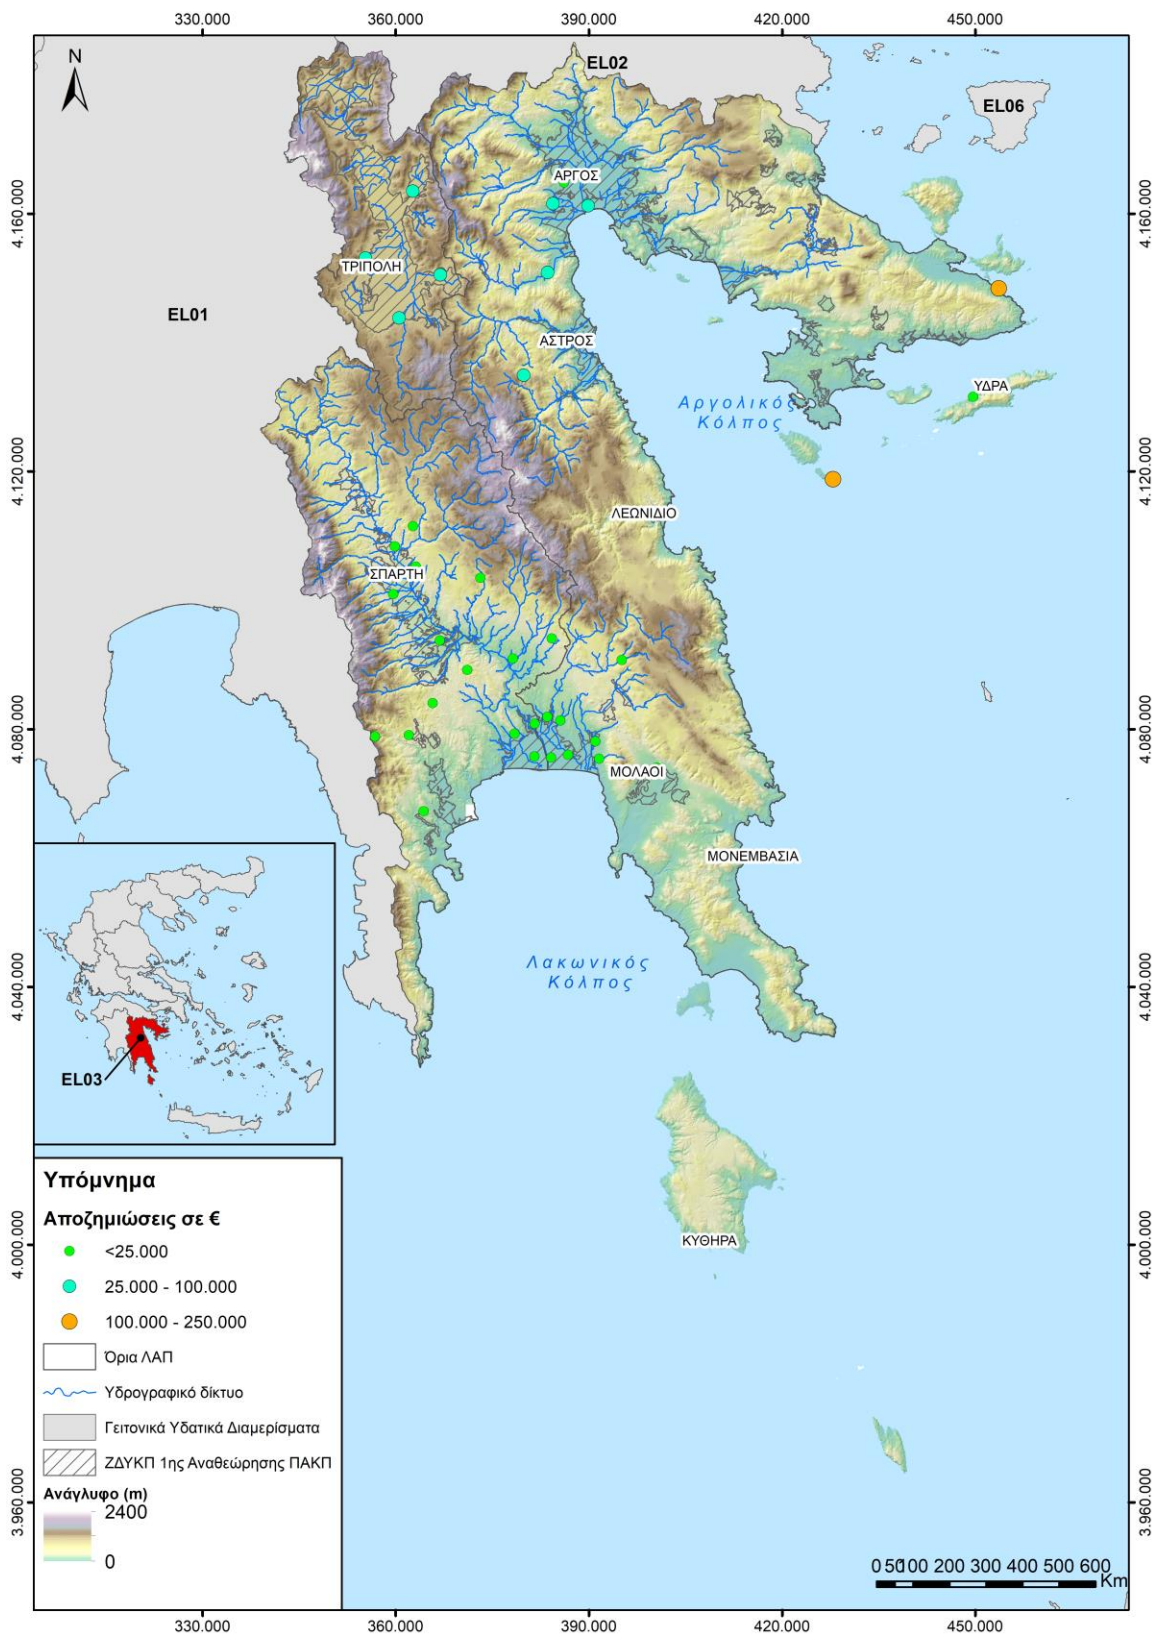 330.000
360.000
390.000
420.000
450.000
N
EL02
EL06
ΑΡΓΟΣ
4.160.000
4.160.000
ΤΡΙΠΟΛΗ
EL01
ΑΣΤΡΟΣ
ΥΔΡΑ
Αργολικός
Κόλπος
4.120.000
4.120.000
ΛΕΩΝΙΔΙΟ
ΣΠΑΡΤΗ
4.080.000
4.080.000
ΜΟΛΑΟΙ
ΜΟΝΕΜΒΑΣΙΑ
Λακωνικός
Κόλπος
4.040.000
4.040.000
EL03
ΚΥΘΗΡΑ
4.000.000
4.000.000
Υπόμνημα
Αποζημιώσεις σε €
<25.000
25.000 - 100.000
100.000 - 250.000
Όρια ΛΑΠ
Υδρογραφικό δίκτυο
Γειτονικά Υδατικά Διαμερίσματα
ΖΔΥΚΠ 1ης Αναθεώρησης ΠΑΚΠ
Ανάγλυφο (m)
2400
0
3.960.000
3.960.000
0 50100 200 300 400 500 600
Km
330.000
360.000
390.000
420.000
450.000